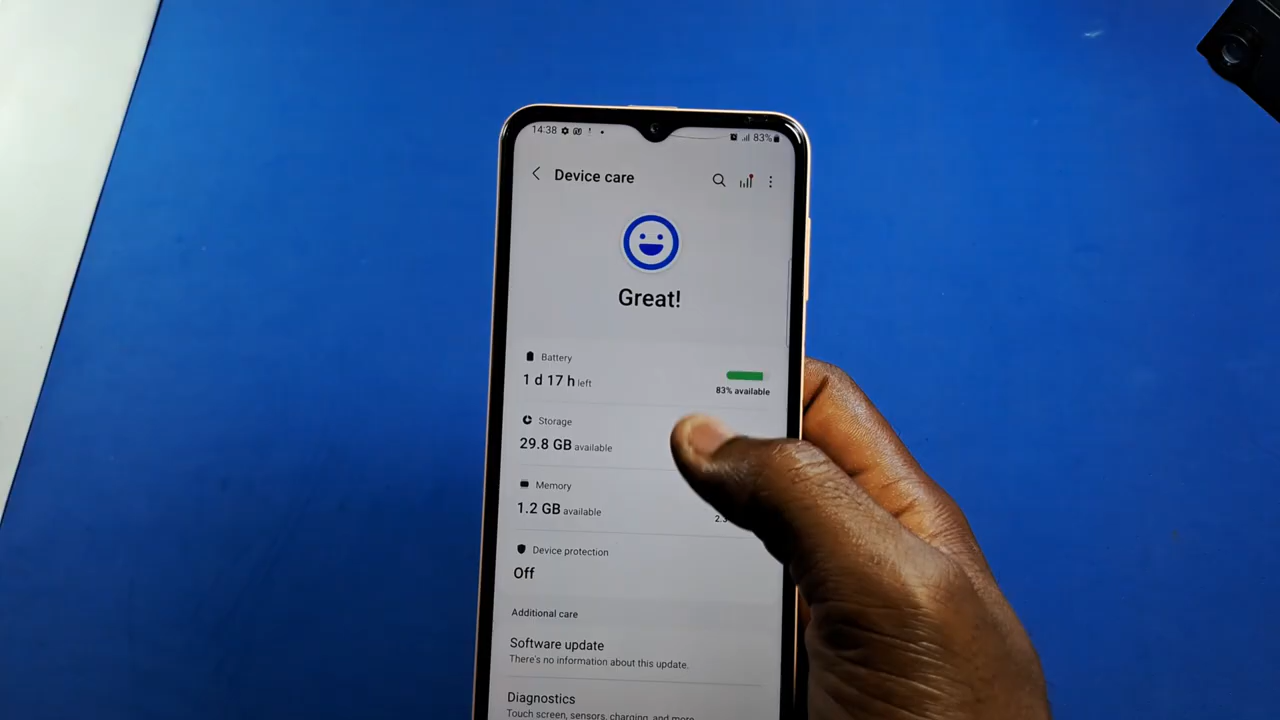 14:38 83%
Device care
Great!
Battery
1 d 17 h left
83% available
Storage
29.8 GB available
Memory
1.2 GB available
Device protection
Off
Additional care
Software update
There's no information about this update.
Diagnostics
Touch screen, sensors, charging, and more